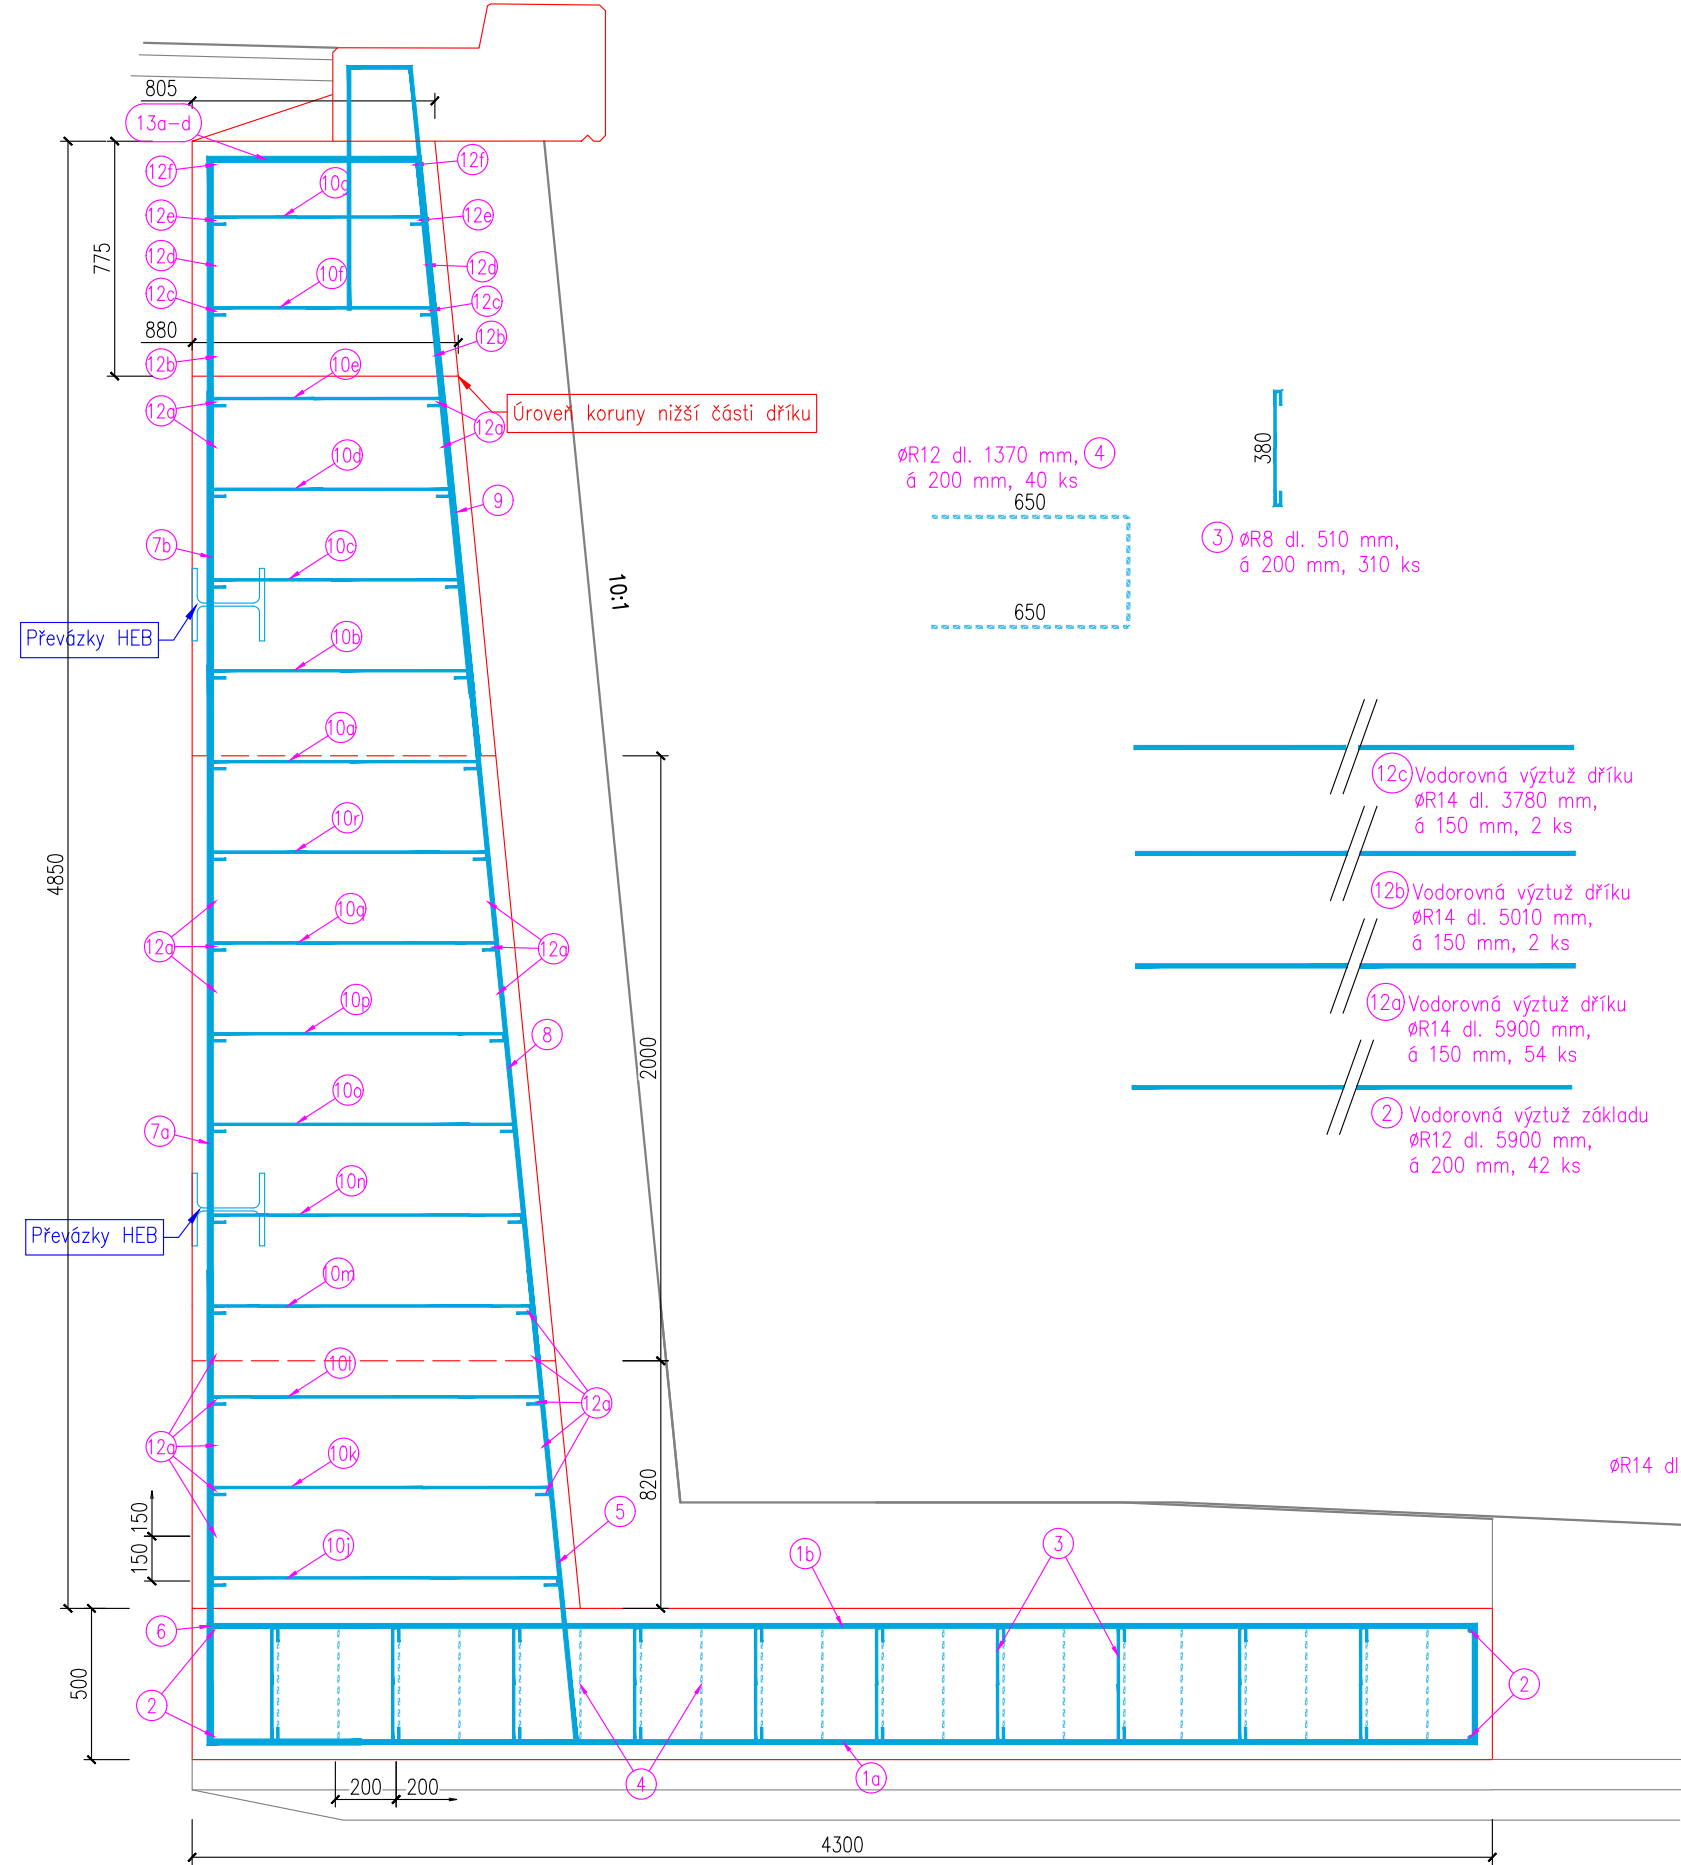 805
13a-d
12f
12f
10g
12e
12e
12d
12d
10f
12c
12c
775
880
12b
12b
10e
12a
12a
Úroveň koruny nižší části dříku
10d
9
7b
10c
10:1
Převázky HEB
10b
10a
10r
4850
10q
12a
12a
10p
8
2000
10o
7a
10n
Převázky HEB
10m
10l
12a
12a
10k
820
150
150
5
10j
1b
3
6
500
2
2
4
1a
200
200
4300
øR12 dl. 1370 mm,
4
á 200 mm, 40 ks
650
650
380
3
øR8 dl. 510 mm,
á 200 mm, 310 ks
12c
Vodorovná výztuž dříku
øR14 dl. 3780 mm,
á 150 mm, 2 ks
12b
Vodorovná výztuž dříku
øR14 dl. 5010 mm,
á 150 mm, 2 ks
12a
Vodorovná výztuž dříku
øR14 dl. 5900 mm,
á 150 mm, 54 ks
2
Vodorovná výztuž základu
øR12 dl. 5900 mm,
á 200 mm, 42 ks
øR14 dl